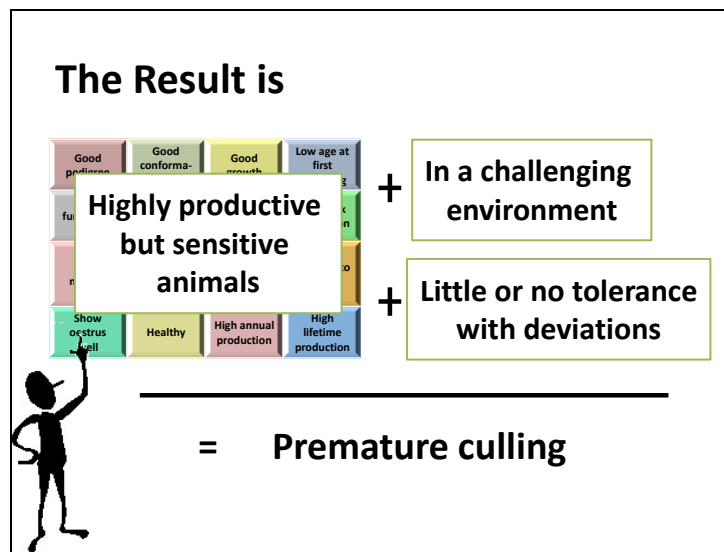 The Result is
Good
pedigree
Good
conforma-
Good
growth
Low age at
first
Highly productive
but sensitive
animals
+
In a challenging
environment
+
Little or no tolerance
with deviations
Show
oestrus
well
Healthy
High annual
production
High
lifetime
production
= Premature culling